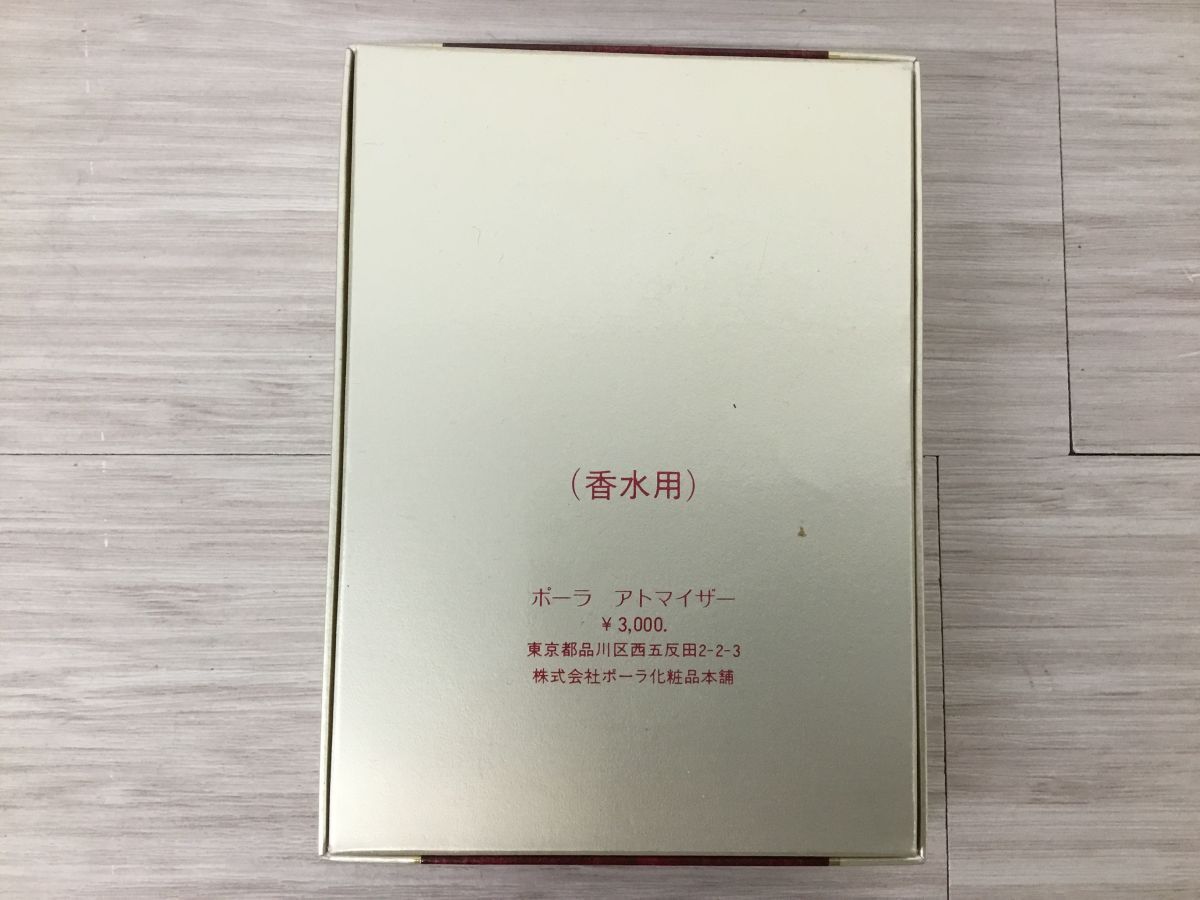 （香水用）
ポーラ　アトマイザー
¥ 3,000.
東京都品川区西五反田2-2-3
株式会社ポーラ化粧品本舗